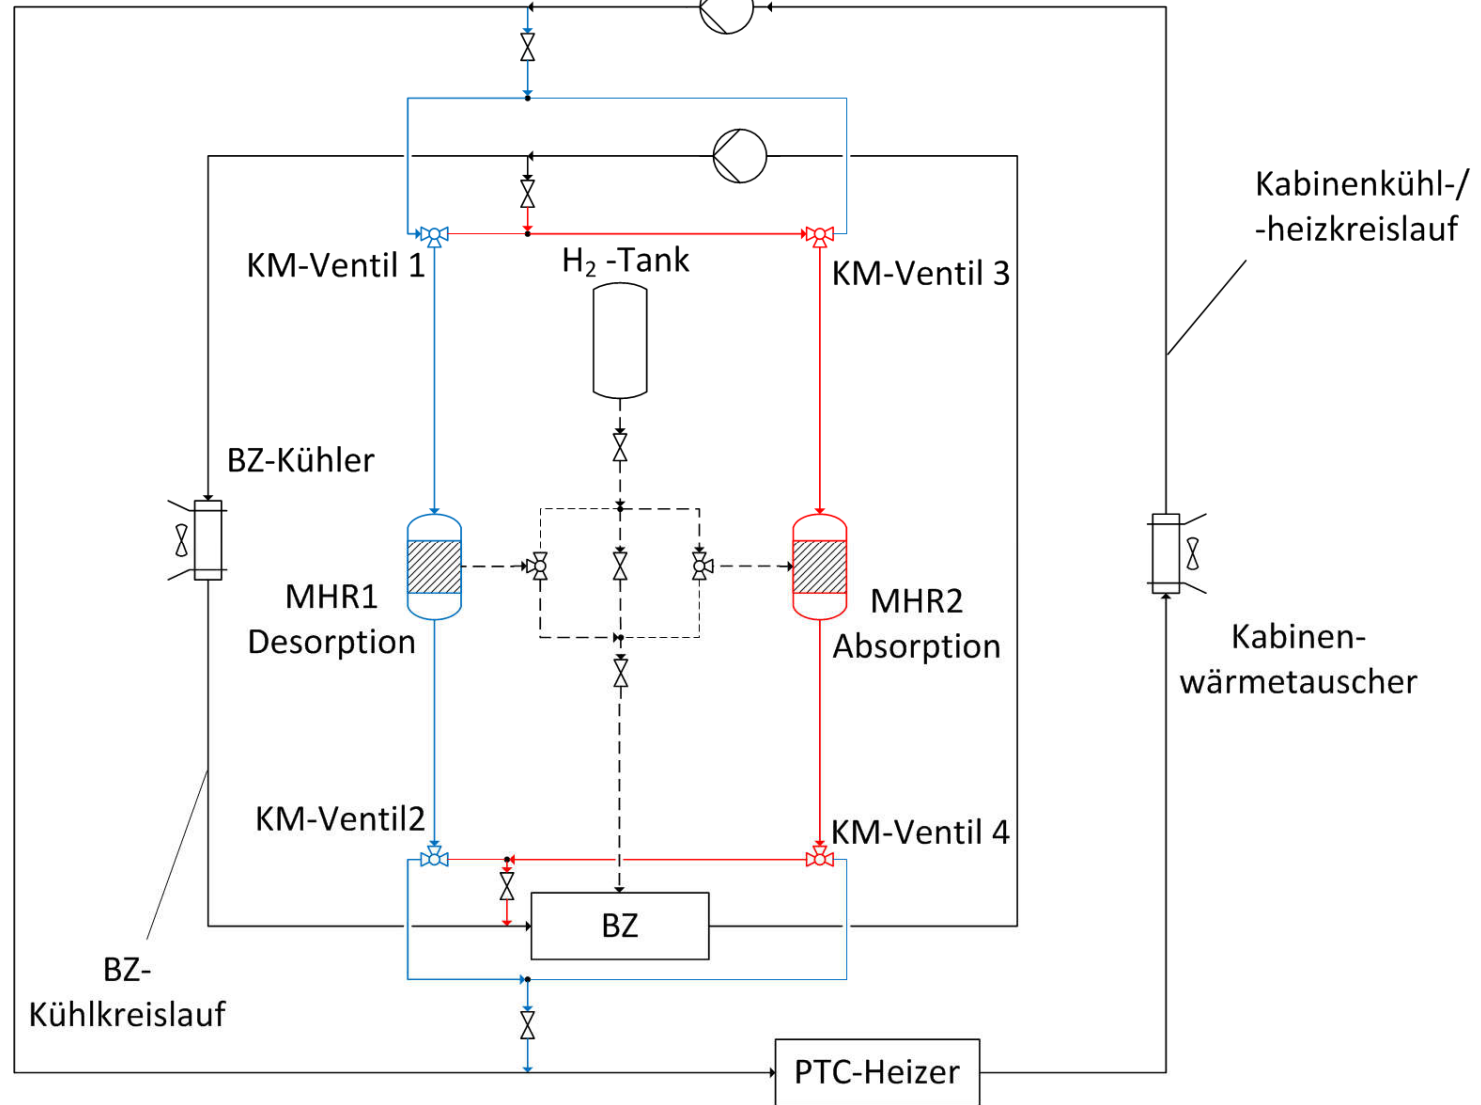 Kabinenkühl-/
-heizkreislauf
KM-Ventil 1
H₂ -Tank
KM-Ventil 3
BZ-Kühler
MHR1
Desorption
MHR2
Absorption
Kabinen-
wärmetauscher
KM-Ventil2
KM-Ventil 4
BZ
BZ-
Kühlkreislauf
PTC-Heizer